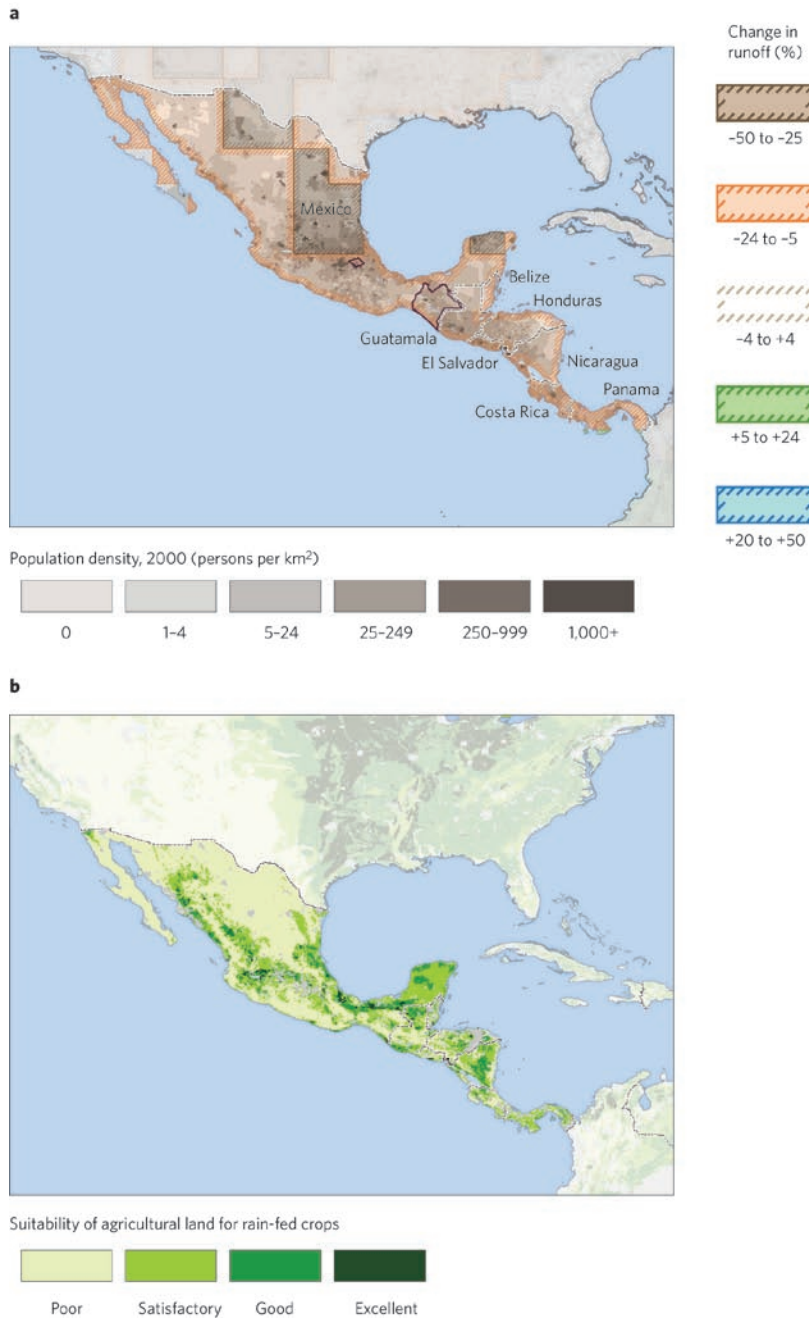 a
Change in
runoff (%)
–50 to –25
–24 to –5
–4 to +4
+5 to +24
+20 to +50
México
Belize
Honduras
Guatamala
El Salvador
Nicaragua
Panama
Costa Rica
Population density, 2000 (persons per km²)
0
1–4
5–24
25–249
250–999
1,000+
b
Suitability of agricultural land for rain-fed crops
Poor
Satisfactory
Good
Excellent